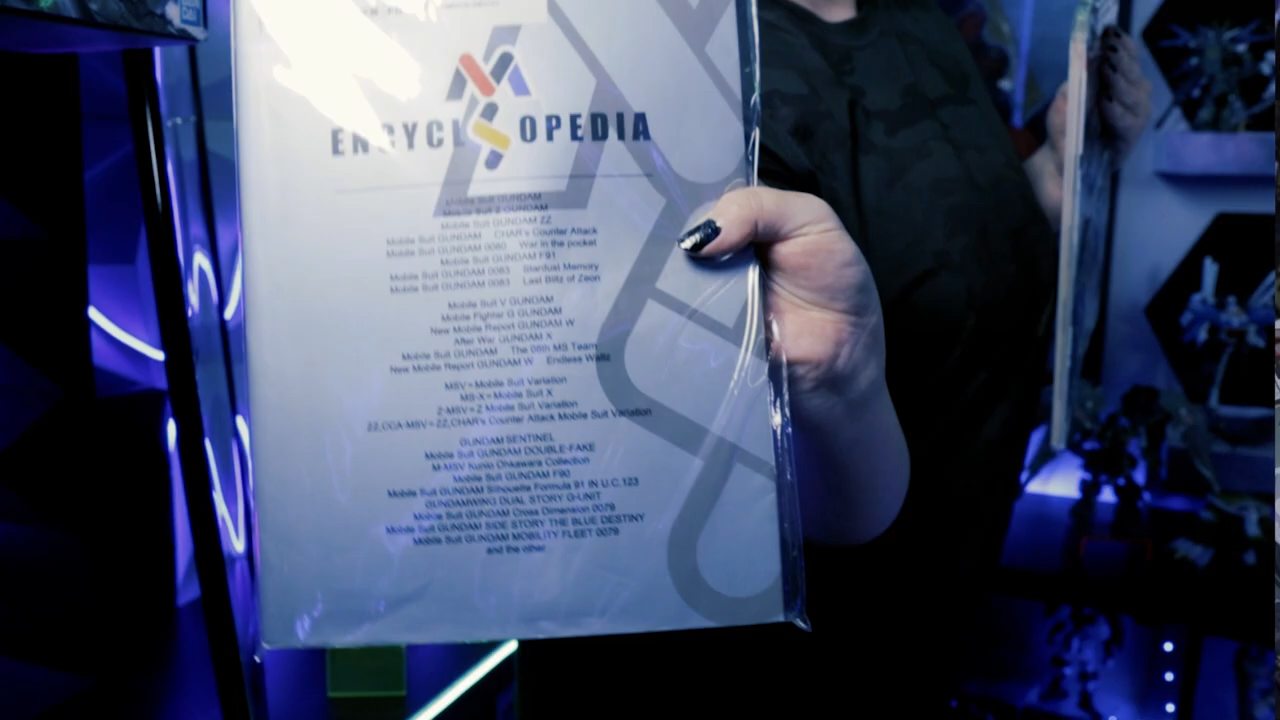 ENCYCLOPEDIA
Mobile Suit GUNDAM
Mobile Suit Z GUNDAM
Mobile Suit GUNDAM ZZ
Mobile Suit GUNDAM CHAR's Counter Attack
Mobile Suit GUNDAM 0080 War in the pocket
Mobile Suit GUNDAM F91
Mobile Suit GUNDAM 0083 Stardust Memory
Mobile Suit GUNDAM 0083 Last Blitz of Zeon
Mobile Suit V GUNDAM
Mobile Fighter G GUNDAM
New Mobile Report GUNDAM W
After War GUNDAM X
Mobile Suit GUNDAM The 08th MS Team
New Mobile Report GUNDAM W Endless Waltz
MSV=Mobile Suit Variation
MS-X=Mobile Suit X
Z-MSV=Z Mobile Suit Variation
ZZ,CCA-MSV=ZZ,CHAR's Counter Attack Mobile Suit Variation
GUNDAM SENTINEL
Mobile Suit GUNDAM DOUBLE-FAKE
M-MSV Kunio Ohkawara Collection
Mobile Suit GUNDAM F90
Mobile Suit GUNDAM Silhouette Formula 91 IN U.C.123
GUNDAMWING DUAL STORY G-UNIT
Mobile Suit GUNDAM Cross Dimension 0079
Mobile Suit GUNDAM SIDE STORY THE BLUE DESTINY
Mobile Suit GUNDAM MOBILITY FLEET 0079
and the other